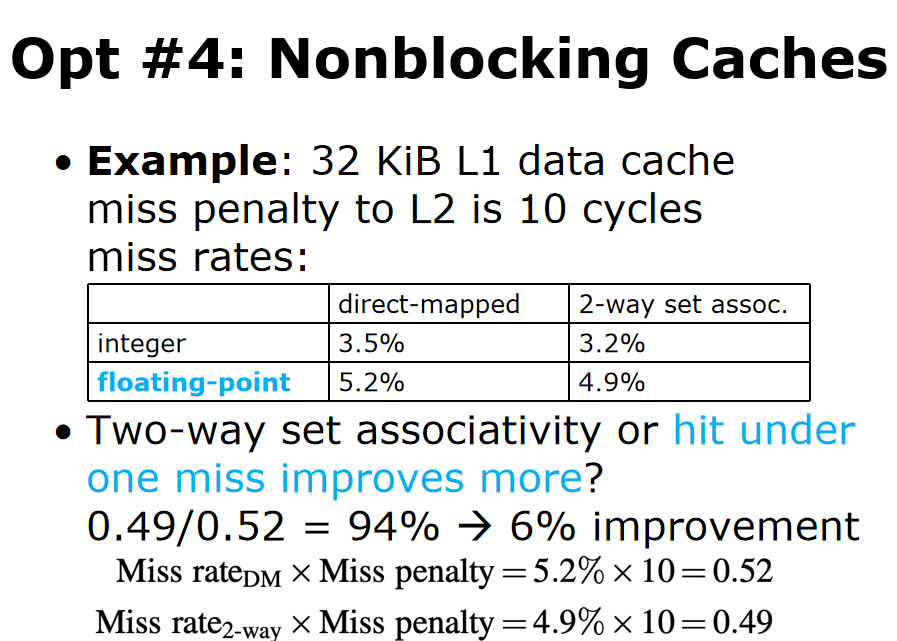 Opt #4: Nonblocking Caches
• Example: 32 KiB L1 data cache
miss penalty to L2 is 10 cycles
miss rates:
direct-mapped 2-way set assoc.
integer 3.5% 3.2%
floating-point 5.2% 4.9%
• Two-way set associativity or hit under
one miss improves more?
0.49/0.52 = 94% → 6% improvement
Miss rate_DM × Miss penalty = 5.2% × 10 = 0.52
Miss rate_2-way × Miss penalty = 4.9% × 10 = 0.49